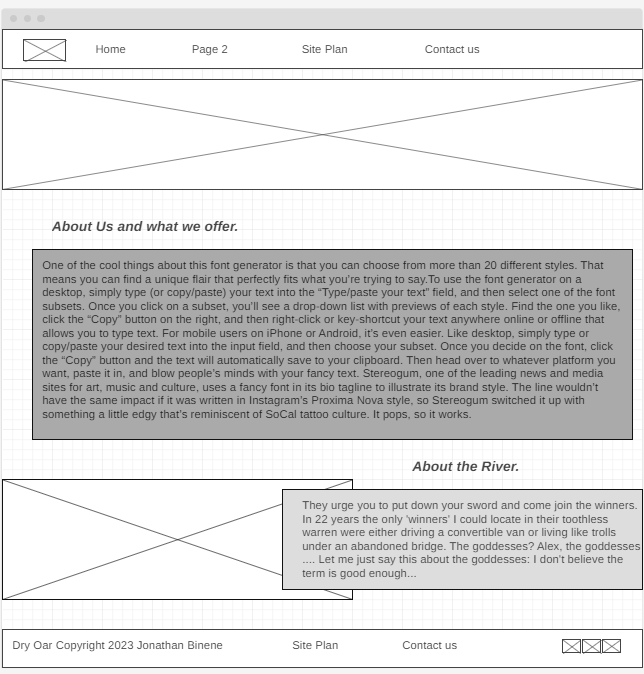 Home Page 2 Site Plan Contact us
About Us and what we offer.
One of the cool things about this font generator is that you can choose from more than 20 different styles. That
means you can find a unique flair that perfectly fits what you're trying to say.To use the font generator on a
desktop, simply type (or copy/paste) your text into the “Type/paste your text” field, and then select one of the font
subsets. Once you click on a subset, you'll see a drop-down list with previews of each style. Find the one you like,
click the “Copy” button on the right, and then right-click or key-shortcut your text anywhere online or offline that
allows you to type text. For mobile users on iPhone or Android, it's even easier. Like desktop, simply type or
copy/paste your desired text into the input field, and then choose your subset. Once you decide on the font, click
the “Copy” button and the text will automatically save to your clipboard. Then head over to whatever platform you
want, paste it in, and blow people’s minds with your fancy text. Stereogum, one of the leading news and media
sites for art, music and culture, uses a fancy font in its bio tagline to illustrate its brand style. The line wouldn’t
have the same impact if it was written in Instagram’s Proxima Nova style, so Stereogum switched it up with
something a little edgy that’s reminiscent of SoCal tattoo culture. It pops, so it works.
About the River.
They urge you to put down your sword and come join the winners.
In 22 years the only 'winners' I could locate in their toothless
warren were either driving a convertible van or living like trolls
under an abandoned bridge. The goddesses? Alex, the goddesses
.... Let me just say this about the goddesses: I don’t believe the
term is good enough...
Dry Oar Copyright 2023 Jonathan Binene Site Plan Contact us